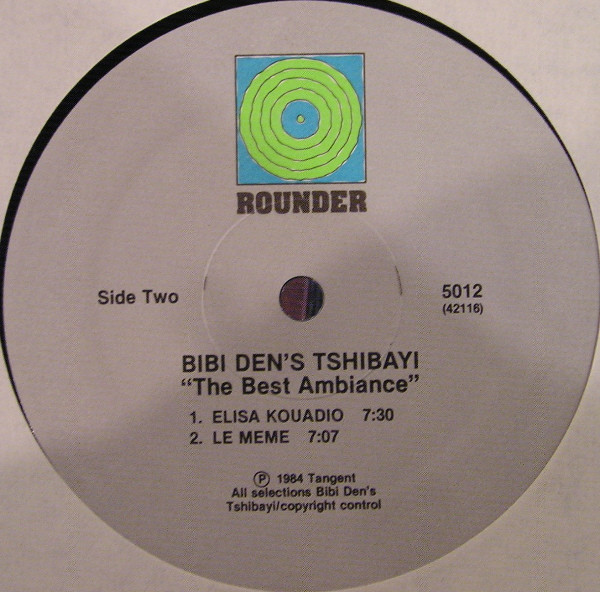 ROUNDER
Side Two
5012
(42116)
BIBI DEN'S TSHIBAYI
“The Best Ambiance”
1. ELISA KOUADIO 7:30
2. LE MEME 7:07
Ⓟ 1984 Tangent
All selections Bibi Den's
Tshibayi/copyright control